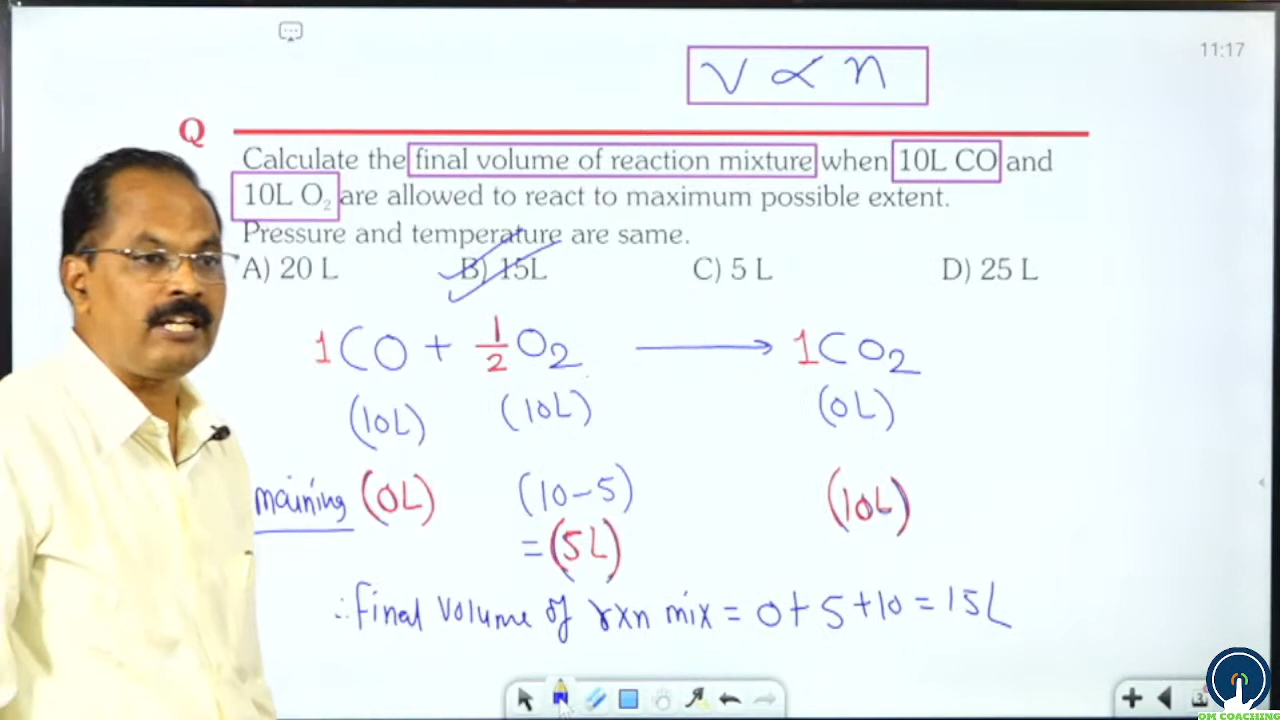 11:17
V ∝ n
Q
Calculate the final volume of reaction mixture when 10L CO and
10L O₂ are allowed to react to maximum possible extent.
Pressure and temperature are same.
A) 20 L B) 15L C) 5 L D) 25 L
1CO + 1/2 O₂ → 1CO₂
(10L) (10L) (0L)
maining (0L) (10-5) (10L)
= (5L)
∴ Final Volume of rxn mix = 0+5+10 = 15L
OM COACHING